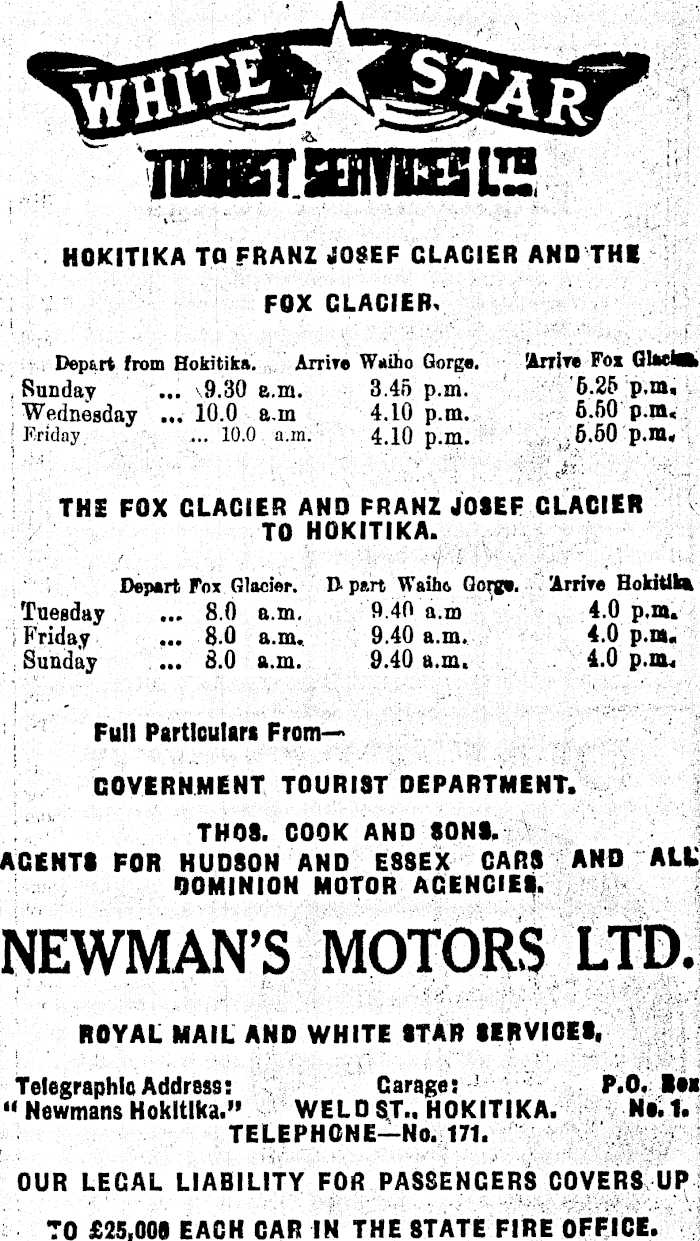 WHITE STAR
TOURIST SERVICES LTD
HOKITIKA TO FRANZ JOSEF GLACIER AND THE
FOX GLACIER.
Depart from Hokitika. Arrive Waiho Gorge. Arrive Fox Glacier.
Sunday ... 9.30 a.m. 3.45 p.m. 5.25 p.m.
Wednesday ... 10.0 a.m 4.10 p.m. 5.50 p.m.
Friday ... 10.0 a.m. 4.10 p.m. 5.50 p.m.
THE FOX GLACIER AND FRANZ JOSEF GLACIER
TO HOKITIKA.
Depart Fox Glacier. D part Waiho Gorge. Arrive Hokitika
Tuesday ... 8.0 a.m. 9.40 a.m 4.0 p.m.
Friday ... 8.0 a.m. 9.40 a.m. 4.0 p.m.
Sunday ... 8.0 a.m. 9.40 a.m. 4.0 p.m.
Full Particulars From—
GOVERNMENT TOURIST DEPARTMENT.
THOS. COOK AND SONS.
AGENTS FOR HUDSON AND ESSEX CARS AND ALL
DOMINION MOTOR AGENCIES.
NEWMAN'S MOTORS LTD.
ROYAL MAIL AND WHITE STAR SERVICES,
Telegraphic Address: Garage: P.O. Box
"Newmans Hokitika." WELD ST., HOKITIKA. No. 1.
TELEPHONE—No. 171.
OUR LEGAL LIABILITY FOR PASSENGERS COVERS UP
TO £25,000 EACH CAR IN THE STATE FIRE OFFICE.